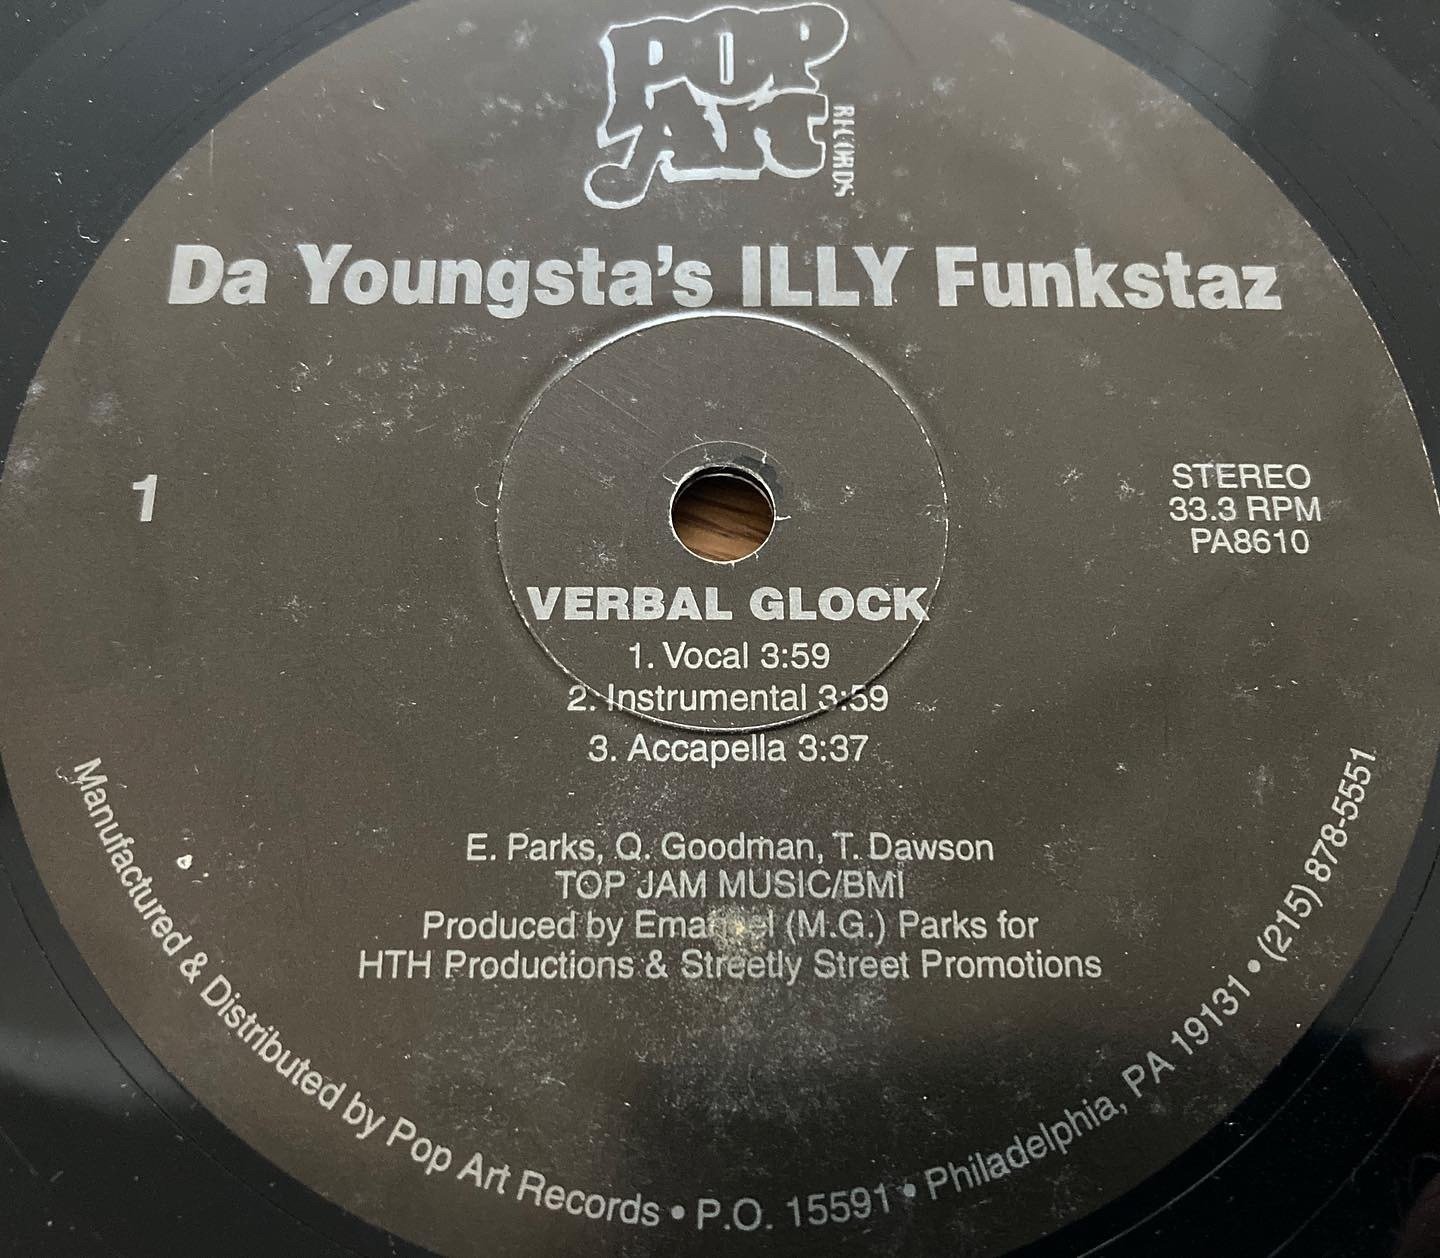 POP
ART
RECORDS
Da Youngsta's ILLY Funkstaz
1
STEREO
33.3 RPM
PA8610
VERBAL GLOCK
1. Vocal 3:59
2. Instrumental 3:59
3. Accapella 3:37
E. Parks, Q. Goodman, T. Dawson
TOP JAM MUSIC/BMI
Produced by Emanuel (M.G.) Parks for
HTH Productions & Streetly Street Promotions
Manufactured & Distributed by Pop Art Records • P.O. 15591 • Philadelphia, PA 19131 • (215) 878-5551